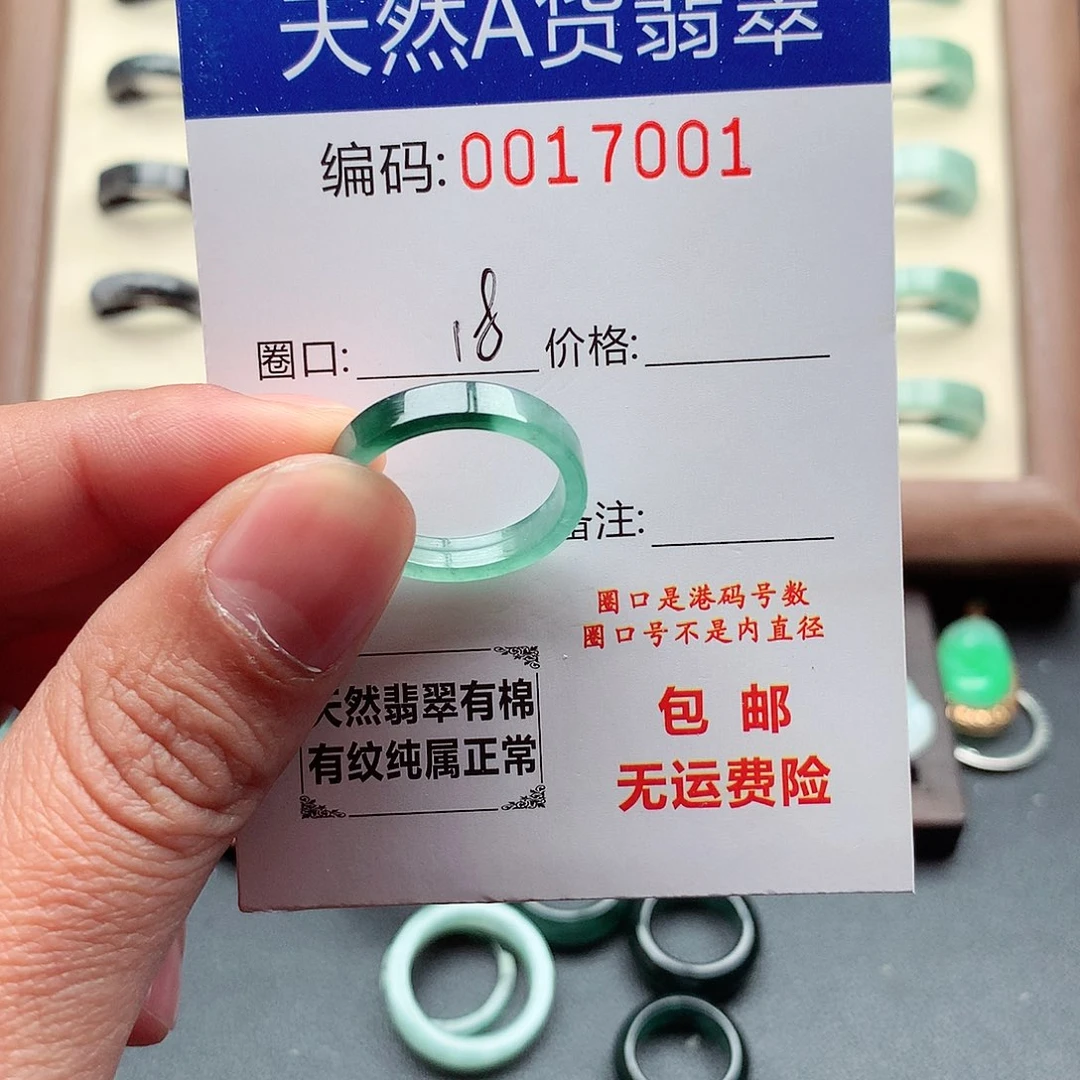 天然A货翡翠
编码:0017001
圈口: 18 价格:
备注:
圈口是港码号数
圈口号不是内直径
天然翡翠有棉
有纹纯属正常
包 邮
无运费险